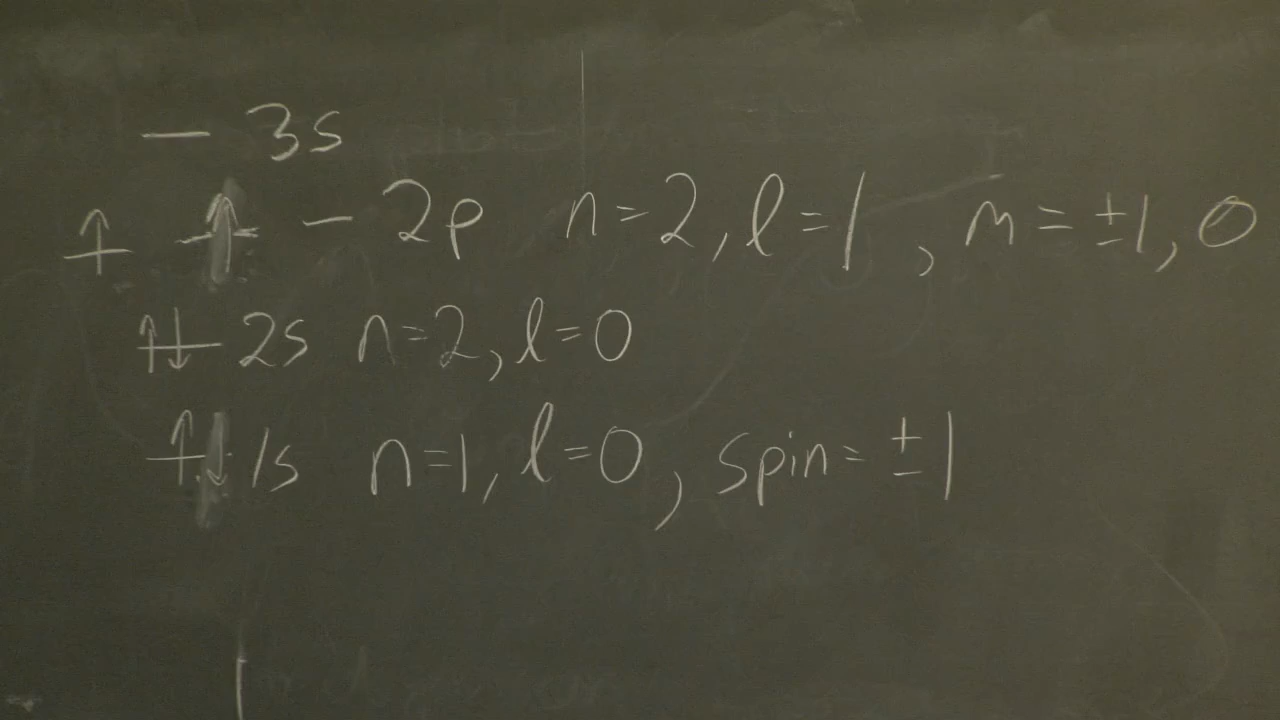 — 3s
↑ ↑ — 2p n=2, l=1, m=±1, 0
↑↓ 2s n=2, l=0
↑↓ 1s n=1, l=0, spin=±1